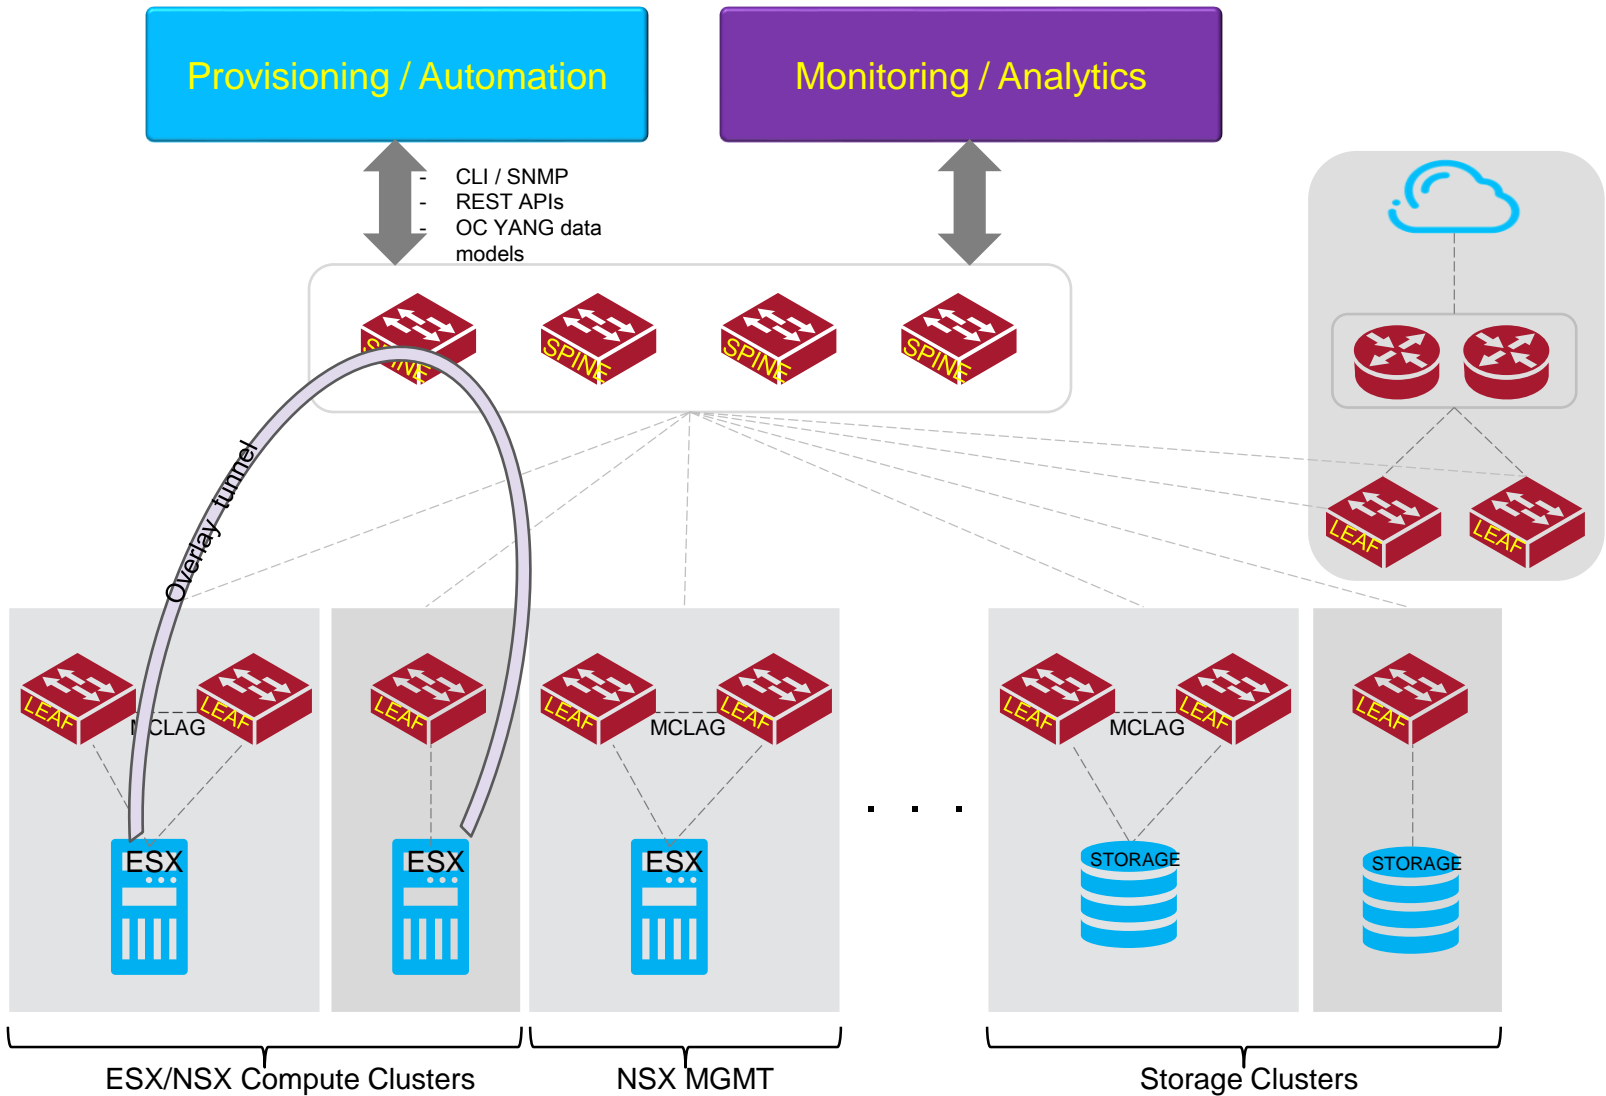 Provisioning / Automation
Monitoring / Analytics
- CLI / SNMP
- REST APIs
- OC YANG data
models
SPINE
SPINE
SPINE
SPINE
Overlay tunnel
LEAF
LEAF
LEAF
LEAF
LEAF
LEAF
LEAF
LEAF
LEAF
LEAF
MCLAG
MCLAG
MCLAG
. . .
ESX
ESX
ESX
STORAGE
STORAGE
ESX/NSX Compute Clusters
NSX MGMT
Storage Clusters